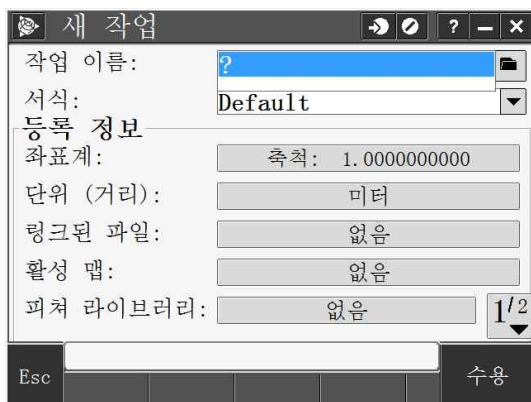 새 작업
? – ×
작업 이름: ?
서식: Default
등록 정보
좌표계: 축척: 1.0000000000
단위 (거리): 미터
링크된 파일: 없음
활성 맵: 없음
피쳐 라이브러리: 없음
1/2
Esc 수용